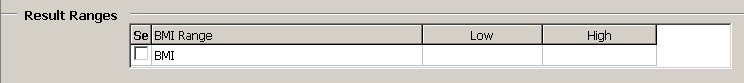 Result Ranges
Se BMI Range Low High
BMI